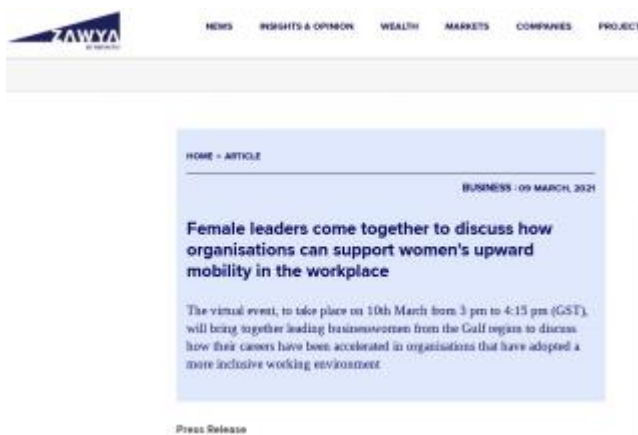 ZAWYA
NEWS INSIGHTS & OPINION WEALTH MARKETS COMPANIES PROJECT
HOME > ARTICLE
BUSINESS | 09 MARCH, 2021
Female leaders come together to discuss how
organisations can support women's upward
mobility in the workplace
The virtual event, to take place on 10th March from 3 pm to 4:15 pm (GST),
will bring together leading businesswomen from the Gulf region to discuss
how their careers have been accelerated in organisations that have adopted a
more inclusive working environment
Press Release